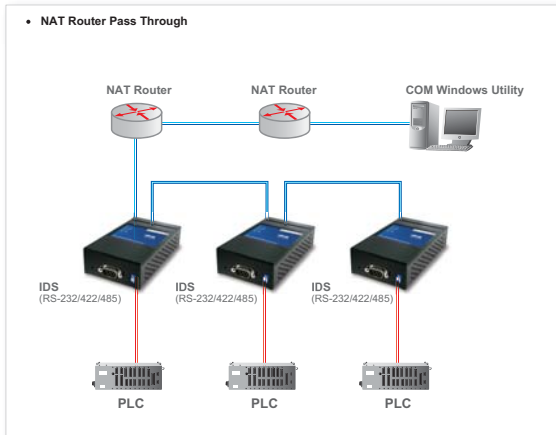 • NAT Router Pass Through
NAT Router
NAT Router
COM Windows Utility
IDS
(RS-232/422/485)
IDS
(RS-232/422/485)
IDS
(RS-232/422/485)
PLC
PLC
PLC